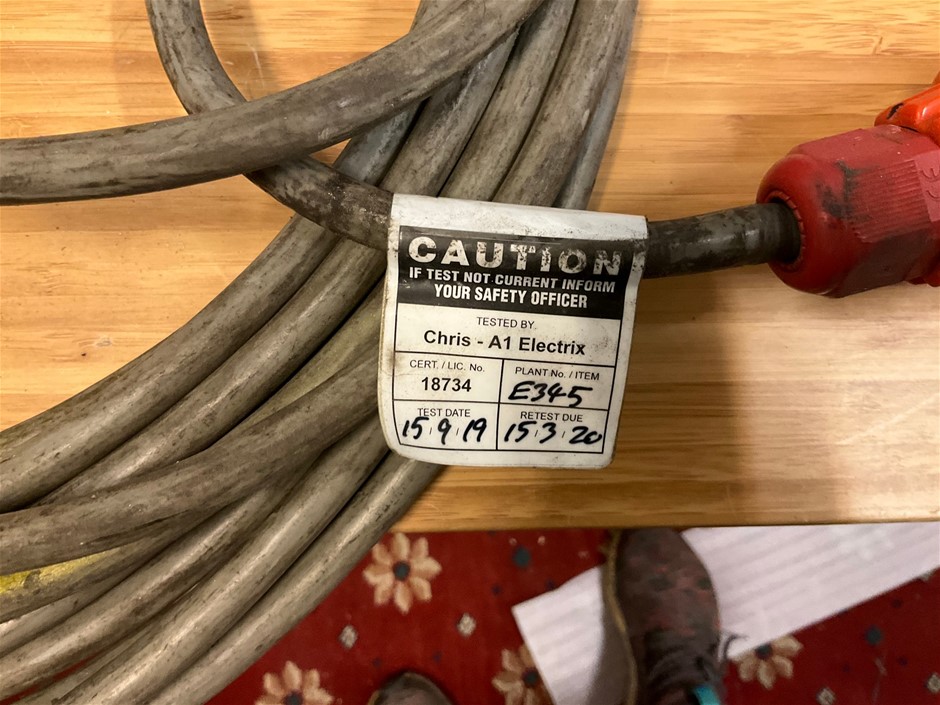 CAUTION
IF TEST NOT CURRENT INFORM
YOUR SAFETY OFFICER
TESTED BY.
Chris - A1 Electrix
CERT. / LIC. No.
18734
PLANT No. / ITEM
E345
TEST DATE
15/9/19
RETEST DUE
15/3/20